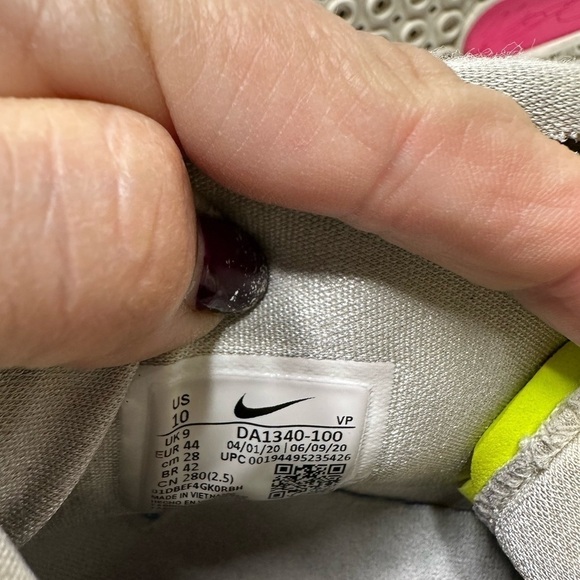 US
10
UK 9
EUR 44
cm 28
BR 42
CN 280(2.5)
91DBEF4GK0RBH
MADE IN VIETNAM
VP
DA1340-100
04/01/20 | 06/09/20
UPC 00194495235426